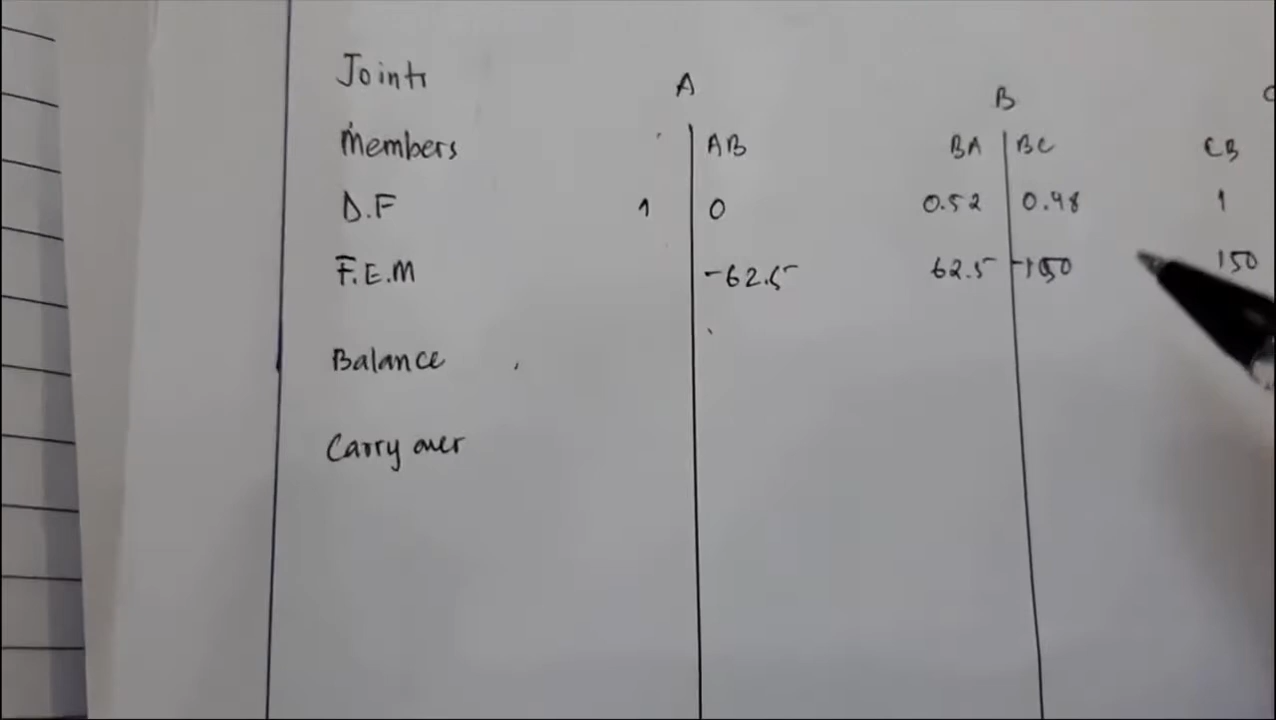 Joints A B C
Members AB BA BC CB
D.F 1 0 0.52 0.48 1
F.E.M -62.5 62.5 -150 150
Balance
Carry over